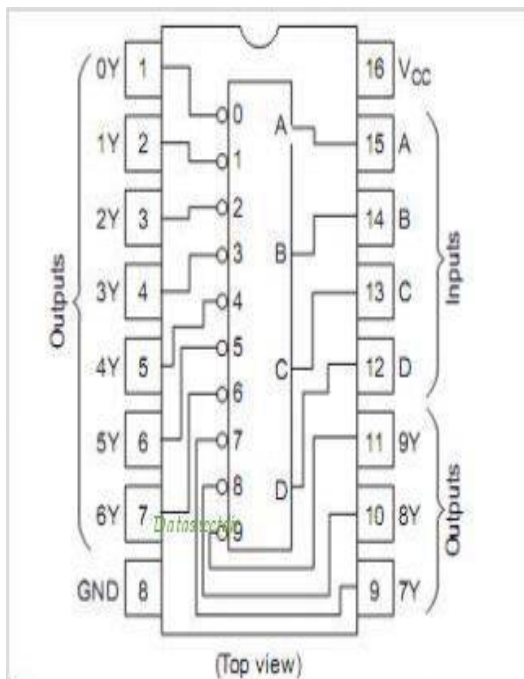 0Y 1 16 VCC
0
A
1Y 2 15 A
1
2Y 3 2 14 B
3 B
3Y 4 13 C
4
4Y 5 5 C 12 D
6
5Y 6 7 11 9Y
8 D
6Y 7 10 8Y
9
GND 8 9 7Y
Outputs
Inputs
Outputs
(Top view)